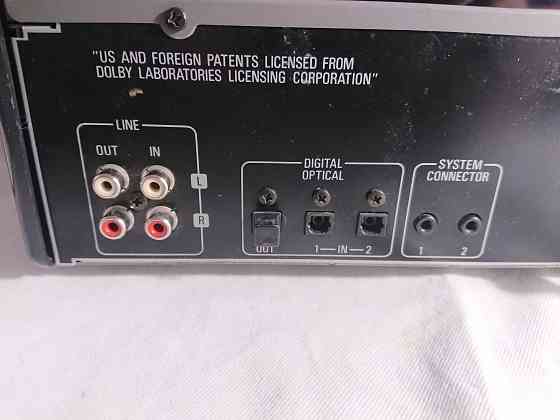 "US AND FOREIGN PATENTS LICENSED FROM
DOLBY LABORATORIES LICENSING CORPORATION"
LINE
OUT IN
L
R
DIGITAL
OPTICAL
OUT 1 IN 2
SYSTEM
CONNECTOR
1 2